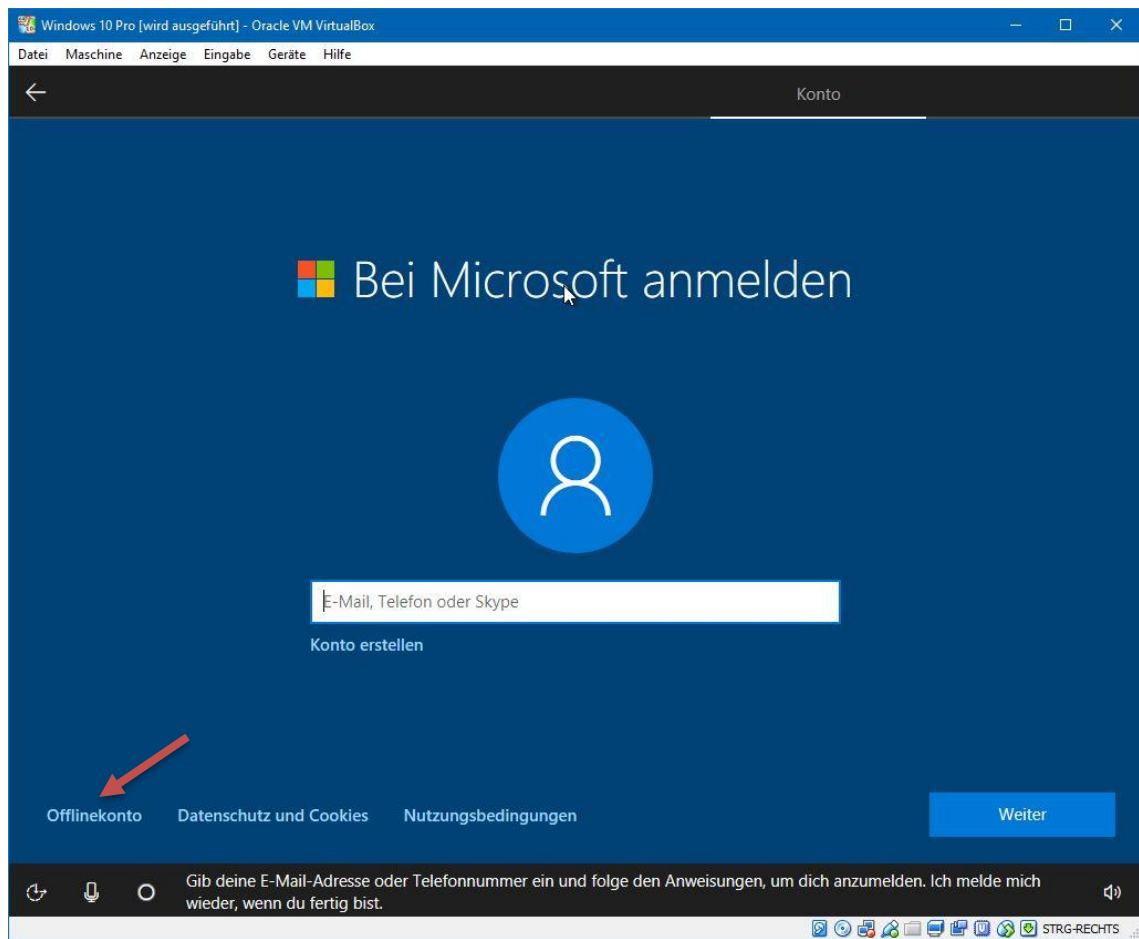 Windows 10 Pro [wird ausgeführt] - Oracle VM VirtualBox
Datei Maschine Anzeige Eingabe Geräte Hilfe
Konto
Bei Microsoft anmelden
E-Mail, Telefon oder Skype
Konto erstellen
Offlinekonto Datenschutz und Cookies Nutzungsbedingungen Weiter
Gib deine E-Mail-Adresse oder Telefonnummer ein und folge den Anweisungen, um dich anzumelden. Ich melde mich
wieder, wenn du fertig bist.
STRG-RECHTS